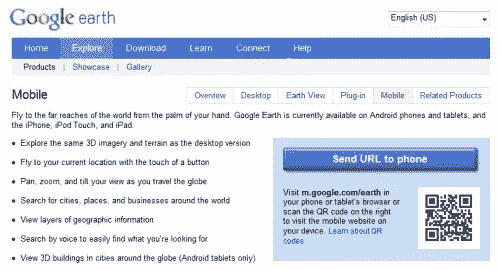 Google earth
English (US)
Home Explore Download Learn Connect Help
Products | Showcase | Gallery
Mobile
Overview Desktop Earth View Plug-in Mobile Related Products
Fly to the far reaches of the world from the palm of your hand. Google Earth is currently available on Android phones and tablets, and
the iPhone, iPod Touch, and iPad.
• Explore the same 3D imagery and terrain as the desktop version
• Fly to your current location with the touch of a button
• Pan, zoom, and tilt your view as you travel the globe
• Search for cities, places, and businesses around the world
• View layers of geographic information
• Search by voice to easily find what you're looking for
• View 3D buildings in cities around the globe (Android tablets only)
Send URL to phone
Visit m.google.com/earth in
your phone or tablet's browser or
scan the QR code on the right
to visit the mobile website on
your device. Learn about QR
codes